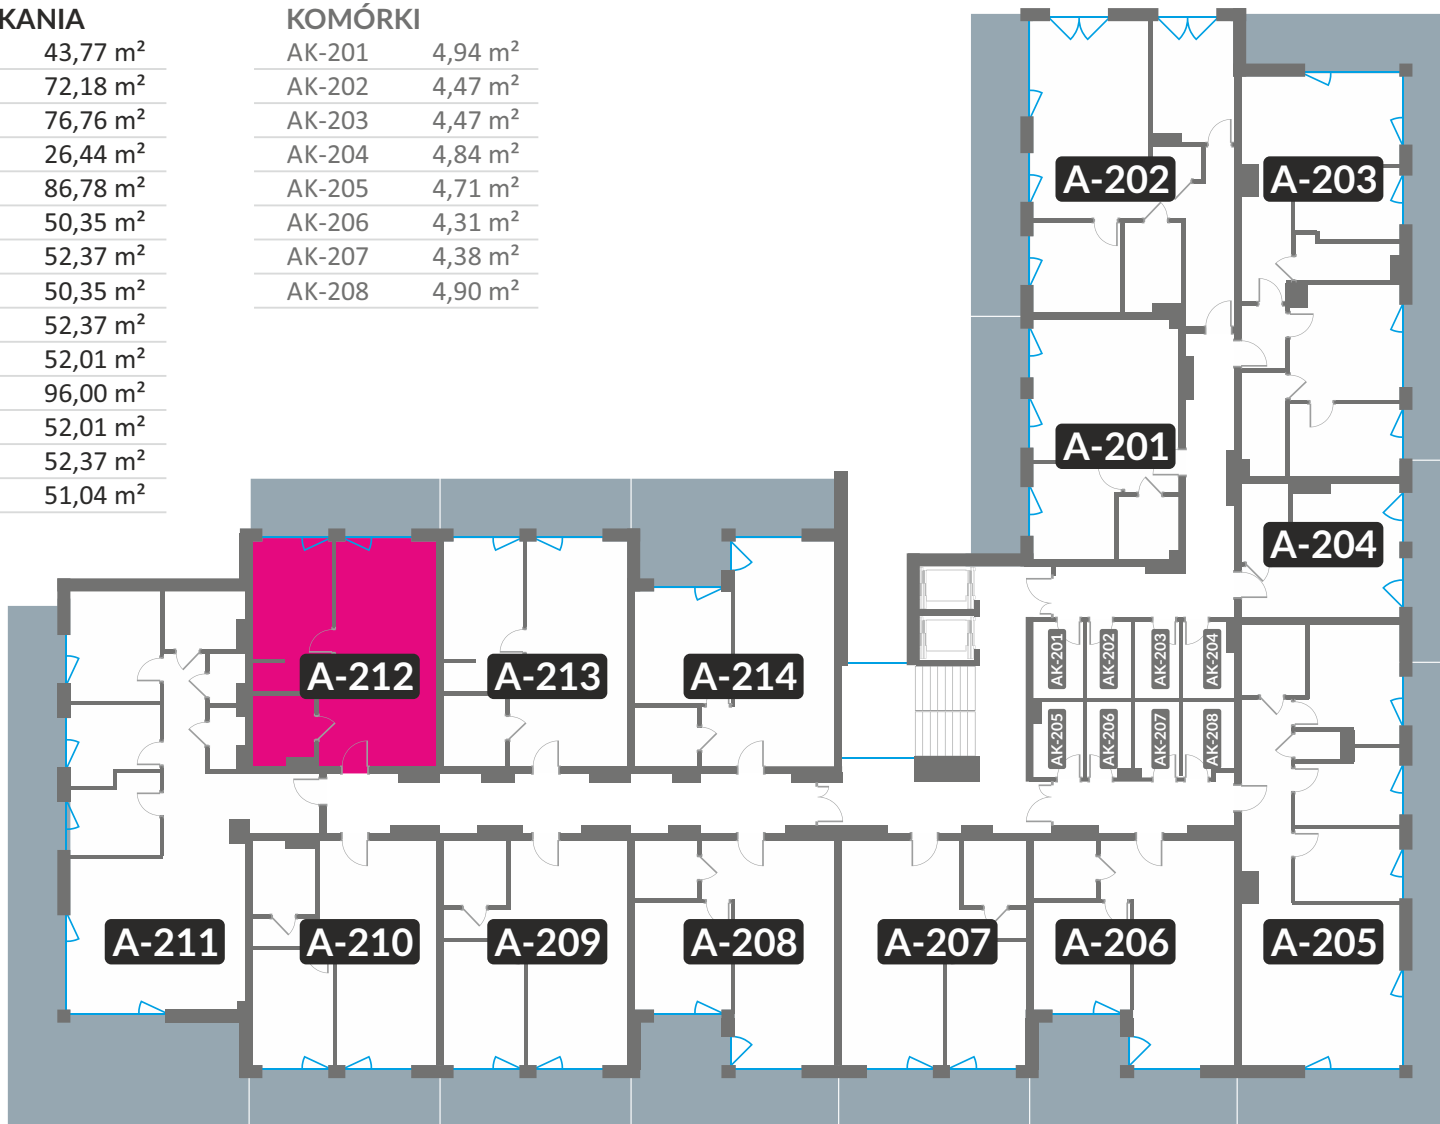 KANIA
43,77 m²
72,18 m²
76,76 m²
26,44 m²
86,78 m²
50,35 m²
52,37 m²
50,35 m²
52,37 m²
52,01 m²
96,00 m²
52,01 m²
52,37 m²
51,04 m²
KOMÓRKI
AK-201 4,94 m²
AK-202 4,47 m²
AK-203 4,47 m²
AK-204 4,84 m²
AK-205 4,71 m²
AK-206 4,31 m²
AK-207 4,38 m²
AK-208 4,90 m²
A-202
A-203
A-201
A-204
AK-201
AK-202
AK-203
AK-204
A-212
A-213
A-214
AK-205
AK-206
AK-207
AK-208
A-211
A-210
A-209
A-208
A-207
A-206
A-205